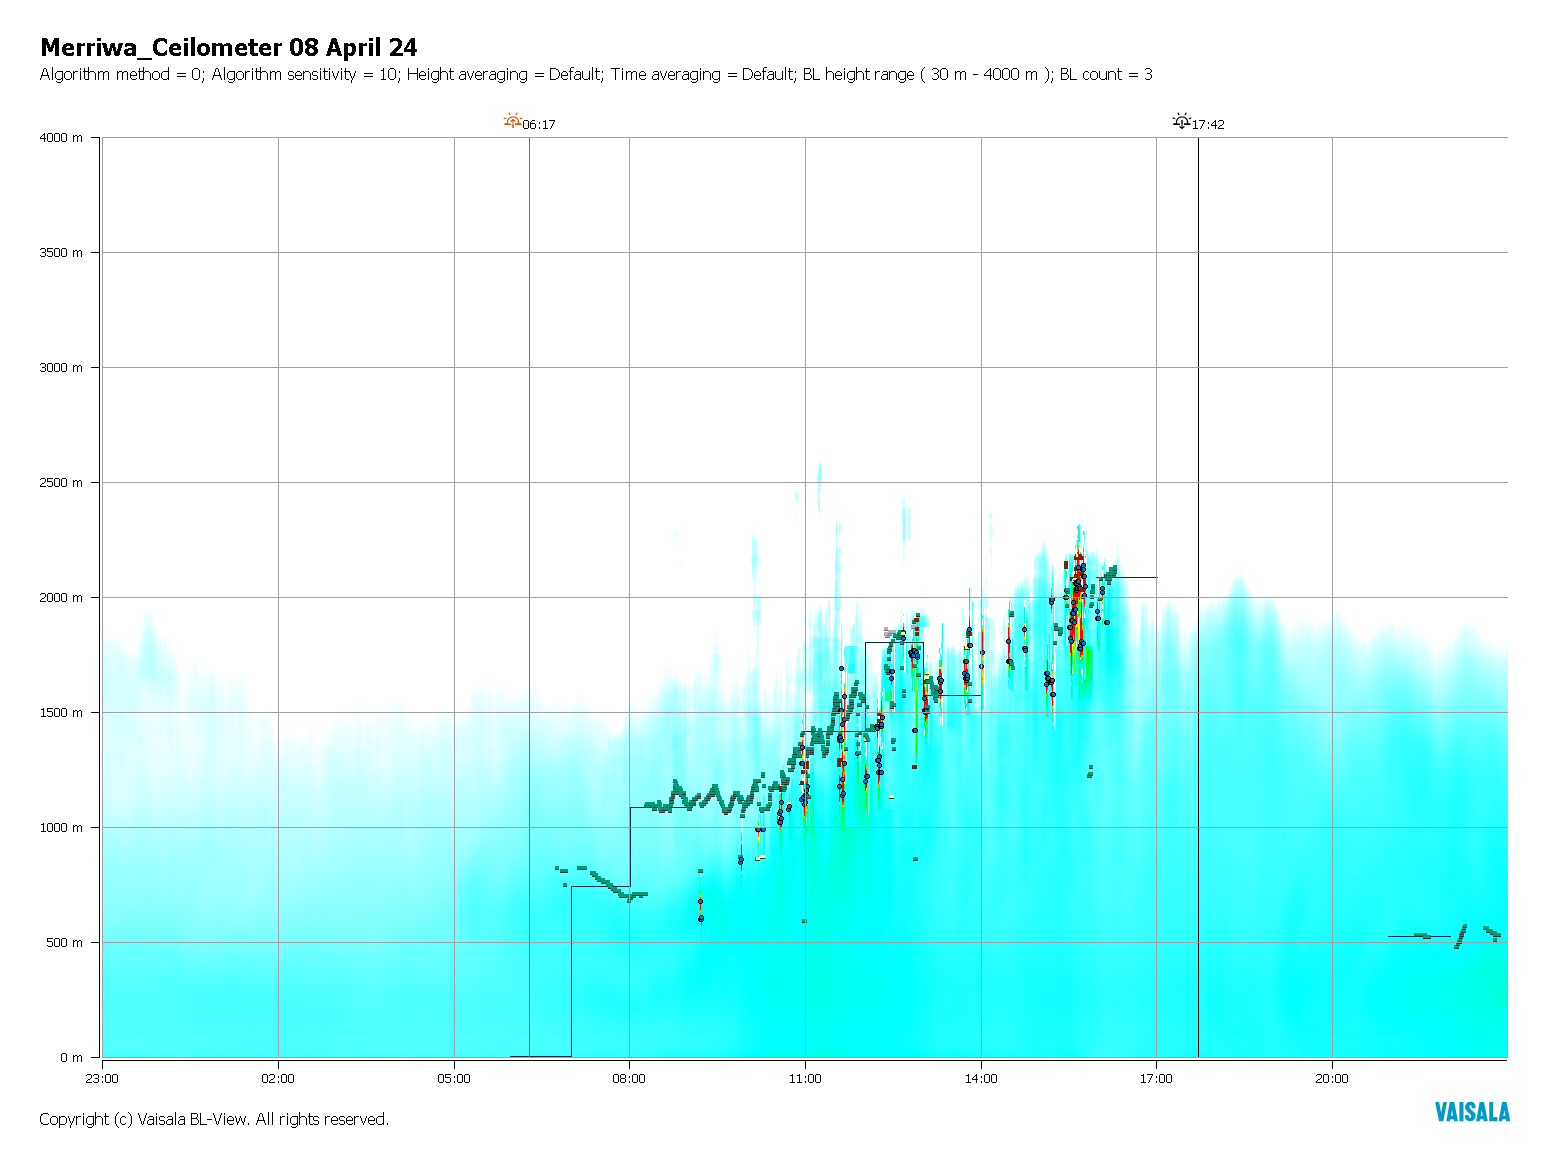 Merriwa_Ceilometer 08 April 24
Algorithm method = 0; Algorithm sensitivity = 10; Height averaging = Default; Time averaging = Default; BL height range ( 30 m - 4000 m ); BL count = 3
06:17
17:42
4000 m
3500 m
3000 m
2500 m
2000 m
1500 m
1000 m
500 m
0 m
23:00 02:00 05:00 08:00 11:00 14:00 17:00 20:00
Copyright (c) Vaisala BL-View. All rights reserved.
VAISALA